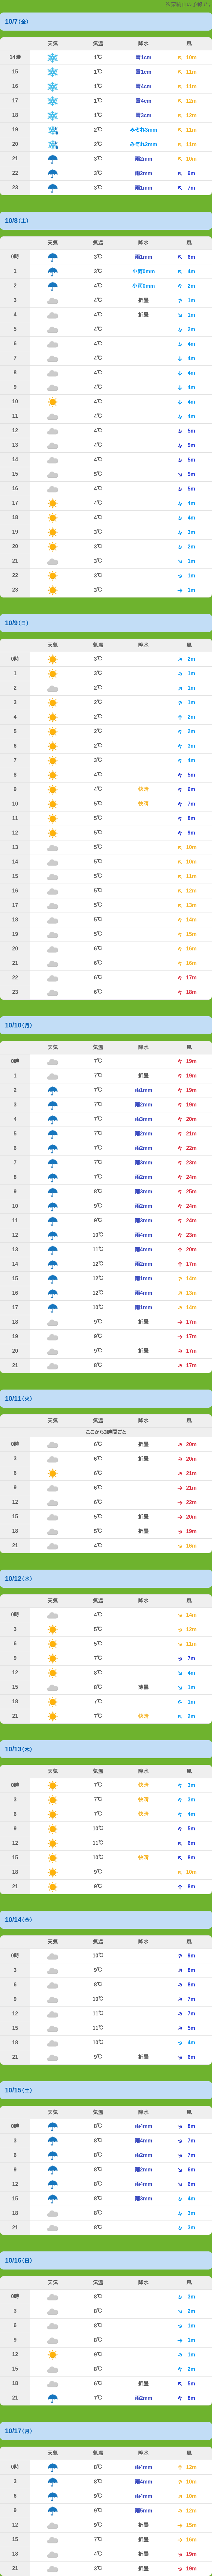 ※乗鞍山の予報です
10/7(金)
天気 気温 降水 風
14時 1℃ 雪1cm 10m
15 1℃ 雪1cm 11m
16 1℃ 雪4cm 11m
17 1℃ 雪4cm 12m
18 1℃ 雪3cm 12m
19 2℃ みぞれ3mm 11m
20 2℃ みぞれ2mm 11m
21 3℃ 雨2mm 10m
22 3℃ 雨2mm 9m
23 3℃ 雨1mm 7m
10/8(土)
天気 気温 降水 風
0時 3℃ 雨1mm 6m
1 3℃ 小雨0mm 4m
2 4℃ 小雨0mm 4m
3 4℃ 折畳 1m
4 4℃ 折畳 1m
5 4℃ 2m
6 4℃ 4m
7 4℃ 4m
8 4℃ 4m
9 4℃ 4m
10 4℃ 4m
11 4℃ 4m
12 4℃ 5m
13 4℃ 5m
14 4℃ 5m
15 5℃ 5m
16 4℃ 5m
17 4℃ 4m
18 4℃ 4m
19 3℃ 3m
20 3℃ 2m
21 3℃ 1m
22 3℃ 1m
23 3℃ 1m
10/9(日)
天気 気温 降水 風
0時 3℃ 2m
1 3℃ 1m
2 2℃ 1m
3 2℃ 1m
4 2℃ 2m
5 2℃ 2m
6 2℃ 3m
7 3℃ 4m
8 4℃ 5m
9 4℃ 快晴 6m
10 5℃ 快晴 7m
11 5℃ 8m
12 5℃ 9m
13 5℃ 10m
14 5℃ 10m
15 5℃ 11m
16 5℃ 12m
17 5℃ 13m
18 5℃ 14m
19 5℃ 15m
20 6℃ 16m
21 6℃ 16m
22 6℃ 17m
23 6℃ 18m
10/10(月)
天気 気温 降水 風
0時 7℃ 19m
1 7℃ 折畳 19m
2 7℃ 雨1mm 19m
3 7℃ 雨2mm 19m
4 7℃ 雨3mm 20m
5 7℃ 雨2mm 21m
6 7℃ 雨2mm 22m
7 7℃ 雨3mm 23m
8 7℃ 雨2mm 24m
9 8℃ 雨3mm 25m
10 9℃ 雨2mm 24m
11 9℃ 雨3mm 24m
12 10℃ 雨4mm 23m
13 11℃ 雨4mm 20m
14 12℃ 雨2mm 17m
15 12℃ 雨1mm 14m
16 12℃ 雨4mm 13m
17 10℃ 雨1mm 14m
18 9℃ 折畳 17m
19 9℃ 17m
20 9℃ 折畳 17m
21 8℃ 17m
10/11(火)
天気 気温 降水 風
ここから3時間ごと
0時 6℃ 折畳 20m
3 6℃ 折畳 20m
6 6℃ 21m
9 6℃ 21m
12 6℃ 22m
15 5℃ 折畳 20m
18 5℃ 折畳 19m
21 4℃ 16m
10/12(水)
天気 気温 降水 風
0時 4℃ 14m
3 5℃ 12m
6 5℃ 11m
9 7℃ 7m
12 8℃ 4m
15 8℃ 薄曇 1m
18 7℃ 1m
21 7℃ 快晴 2m
10/13(木)
天気 気温 降水 風
0時 7℃ 快晴 3m
3 7℃ 快晴 3m
6 7℃ 快晴 4m
9 10℃ 5m
12 11℃ 6m
15 10℃ 快晴 8m
18 9℃ 10m
21 9℃ 8m
10/14(金)
天気 気温 降水 風
0時 10℃ 9m
3 9℃ 8m
6 8℃ 8m
9 10℃ 7m
12 11℃ 7m
15 11℃ 5m
18 10℃ 4m
21 9℃ 折畳 6m
10/15(土)
天気 気温 降水 風
0時 8℃ 雨4mm 8m
3 8℃ 雨4mm 7m
6 8℃ 雨2mm 7m
9 8℃ 雨2mm 6m
12 8℃ 雨4mm 6m
15 8℃ 雨3mm 4m
18 8℃ 3m
21 8℃ 3m
10/16(日)
天気 気温 降水 風
0時 8℃ 3m
3 8℃ 2m
6 8℃ 1m
9 8℃ 1m
12 9℃ 1m
15 8℃ 2m
18 6℃ 折畳 5m
21 7℃ 雨2mm 8m
10/17(月)
天気 気温 降水 風
0時 8℃ 雨4mm 12m
3 8℃ 雨4mm 10m
6 9℃ 雨4mm 10m
9 9℃ 雨5mm 12m
12 9℃ 折畳 15m
15 7℃ 折畳 16m
18 4℃ 折畳 19m
21 3℃ 折畳 19m